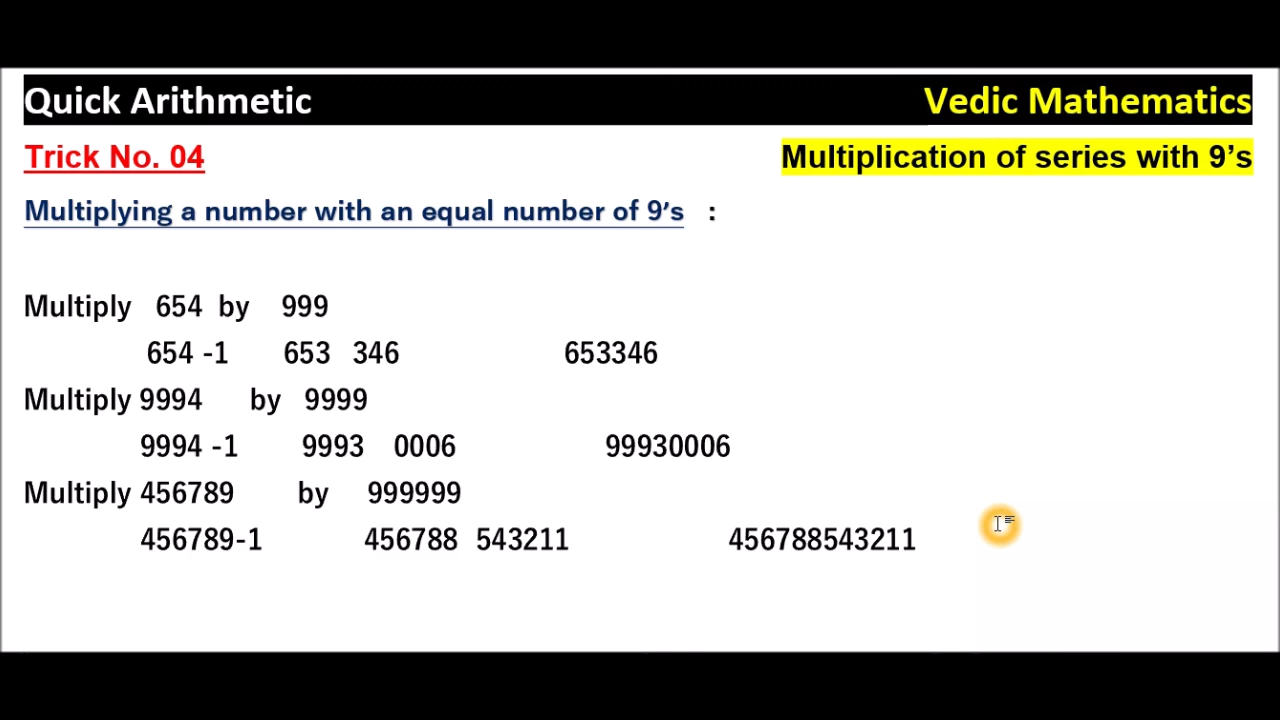 Quick Arithmetic Vedic Mathematics
Trick No. 04 Multiplication of series with 9's
Multiplying a number with an equal number of 9's :
Multiply 654 by 999
654 -1 653 346 653346
Multiply 9994 by 9999
9994 -1 9993 0006 99930006
Multiply 456789 by 999999
456789-1 456788 543211 456788543211